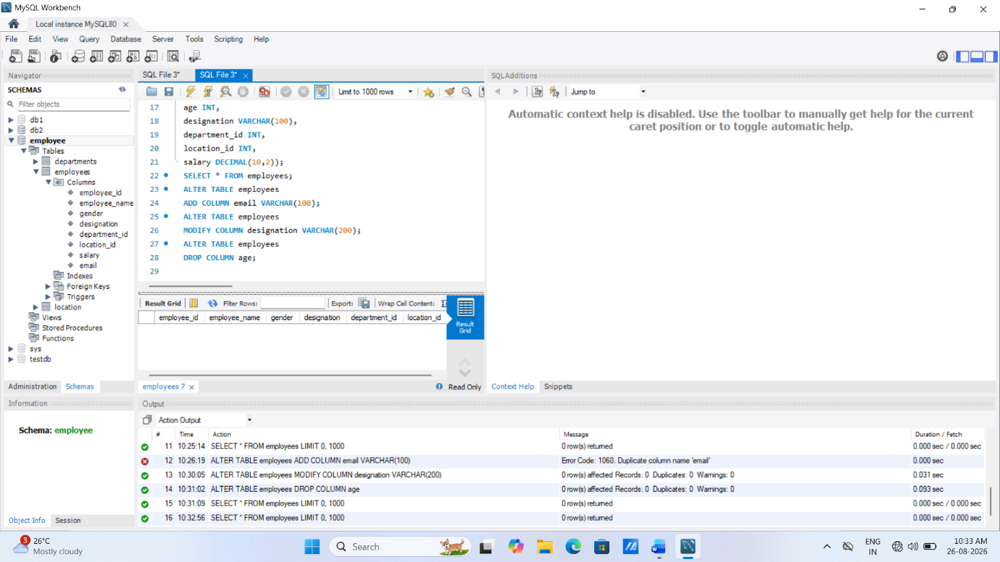 MySQL Workbench
Local instance MySQL80
File Edit View Query Database Server Tools Scripting Help
Navigator
SCHEMAS
Filter objects
db1
db2
employee
Tables
departments
employees
Columns
employee_id
employee_name
gender
designation
department_id
location_id
salary
email
Indexes
Foreign Keys
Triggers
location
Views
Stored Procedures
Functions
sys
testdb
Administration Schemas
Information
Schema: employee
Object Info Session
SQL File 3* SQL File 3*
Limit to 1000 rows
17 age INT,
18 designation VARCHAR(100),
19 department_id INT,
20 location_id INT,
21 salary DECIMAL(10,2));
22 SELECT * FROM employees;
23 ALTER TABLE employees
24 ADD COLUMN email VARCHAR(100);
25 ALTER TABLE employees
26 MODIFY COLUMN designation VARCHAR(200);
27 ALTER TABLE employees
28 DROP COLUMN age;
29
Result Grid Filter Rows: Export: Wrap Cell Content:
employee_id employee_name gender designation department_id location_id
Result
Grid
employees 7 Read Only
SQLAdditions
Jump to
Automatic context help is disabled. Use the toolbar to manually get help for the current
caret position or to toggle automatic help.
Context Help Snippets
Output
Action Output
# Time Action Message Duration / Fetch
11 10:25:14 SELECT * FROM employees LIMIT 0, 1000 0 row(s) returned 0.000 sec / 0.000 sec
12 10:26:19 ALTER TABLE employees ADD COLUMN email VARCHAR(100) Error Code: 1060. Duplicate column name 'email' 0.000 sec
13 10:30:05 ALTER TABLE employees MODIFY COLUMN designation VARCHAR(200) 0 row(s) affected Records: 0 Duplicates: 0 Warnings: 0 0.031 sec
14 10:31:02 ALTER TABLE employees DROP COLUMN age 0 row(s) affected Records: 0 Duplicates: 0 Warnings: 0 0.093 sec
15 10:31:09 SELECT * FROM employees LIMIT 0, 1000 0 row(s) returned 0.000 sec / 0.000 sec
16 10:32:56 SELECT * FROM employees LIMIT 0, 1000 0 row(s) returned 0.000 sec / 0.000 sec
3
26°C
Mostly cloudy
Search
ENG
IN
10:33 AM
26-08-2026